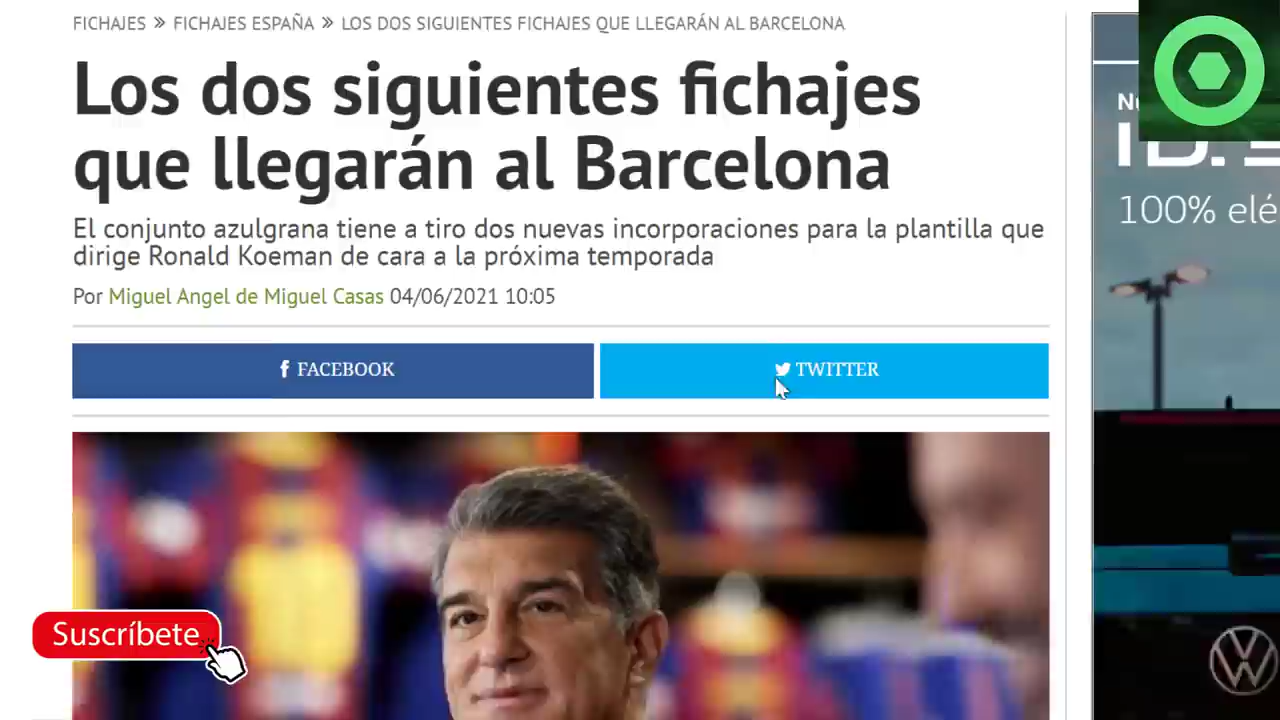 FICHAJES » FICHAJES ESPAÑA » LOS DOS SIGUIENTES FICHAJES QUE LLEGARÁN AL BARCELONA
Los dos siguientes fichajes
que llegarán al Barcelona
El conjunto azulgrana tiene a tiro dos nuevas incorporaciones para la plantilla que
dirige Ronald Koeman de cara a la próxima temporada
Por Miguel Angel de Miguel Casas 04/06/2021 10:05
FACEBOOK
TWITTER
100% elé
Suscríbete